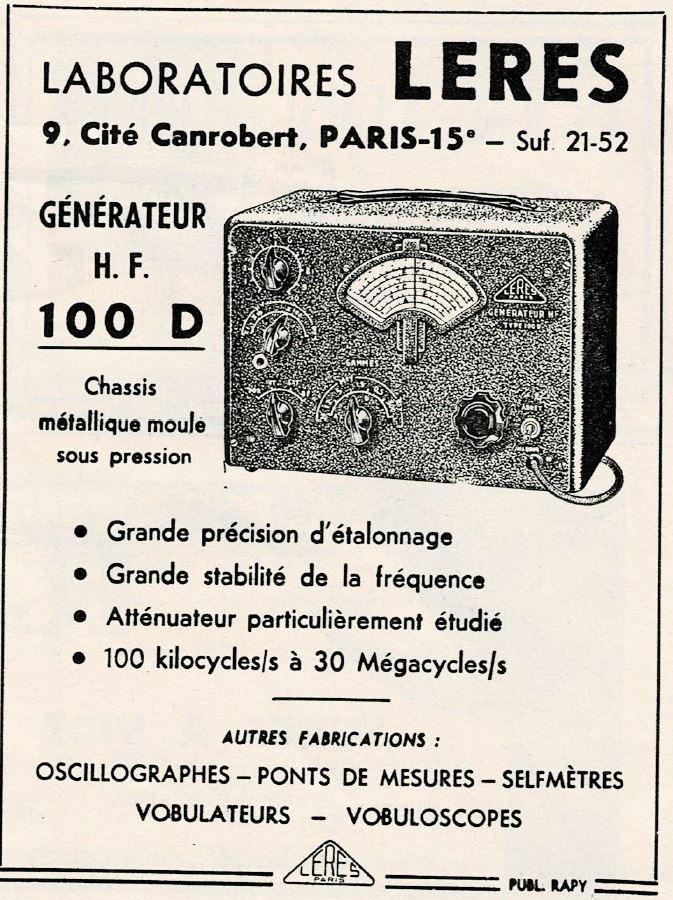 LABORATOIRES LERES
9, Cité Canrobert, PARIS-15e – Suf. 21-52
GÉNÉRATEUR
H. F.
100 D
Chassis
métallique moulé
sous pression
LERES
GENERATEUR HF
• Grande précision d'étalonnage
• Grande stabilité de la fréquence
• Atténuateur particulièrement étudié
• 100 kilocycles/s à 30 Mégacycles/s
AUTRES FABRICATIONS :
OSCILLOGRAPHES – PONTS DE MESURES – SELFMÈTRES
VOBULATEURS – VOBULOSCOPES
LERES
PARIS
PUBL. RAPY